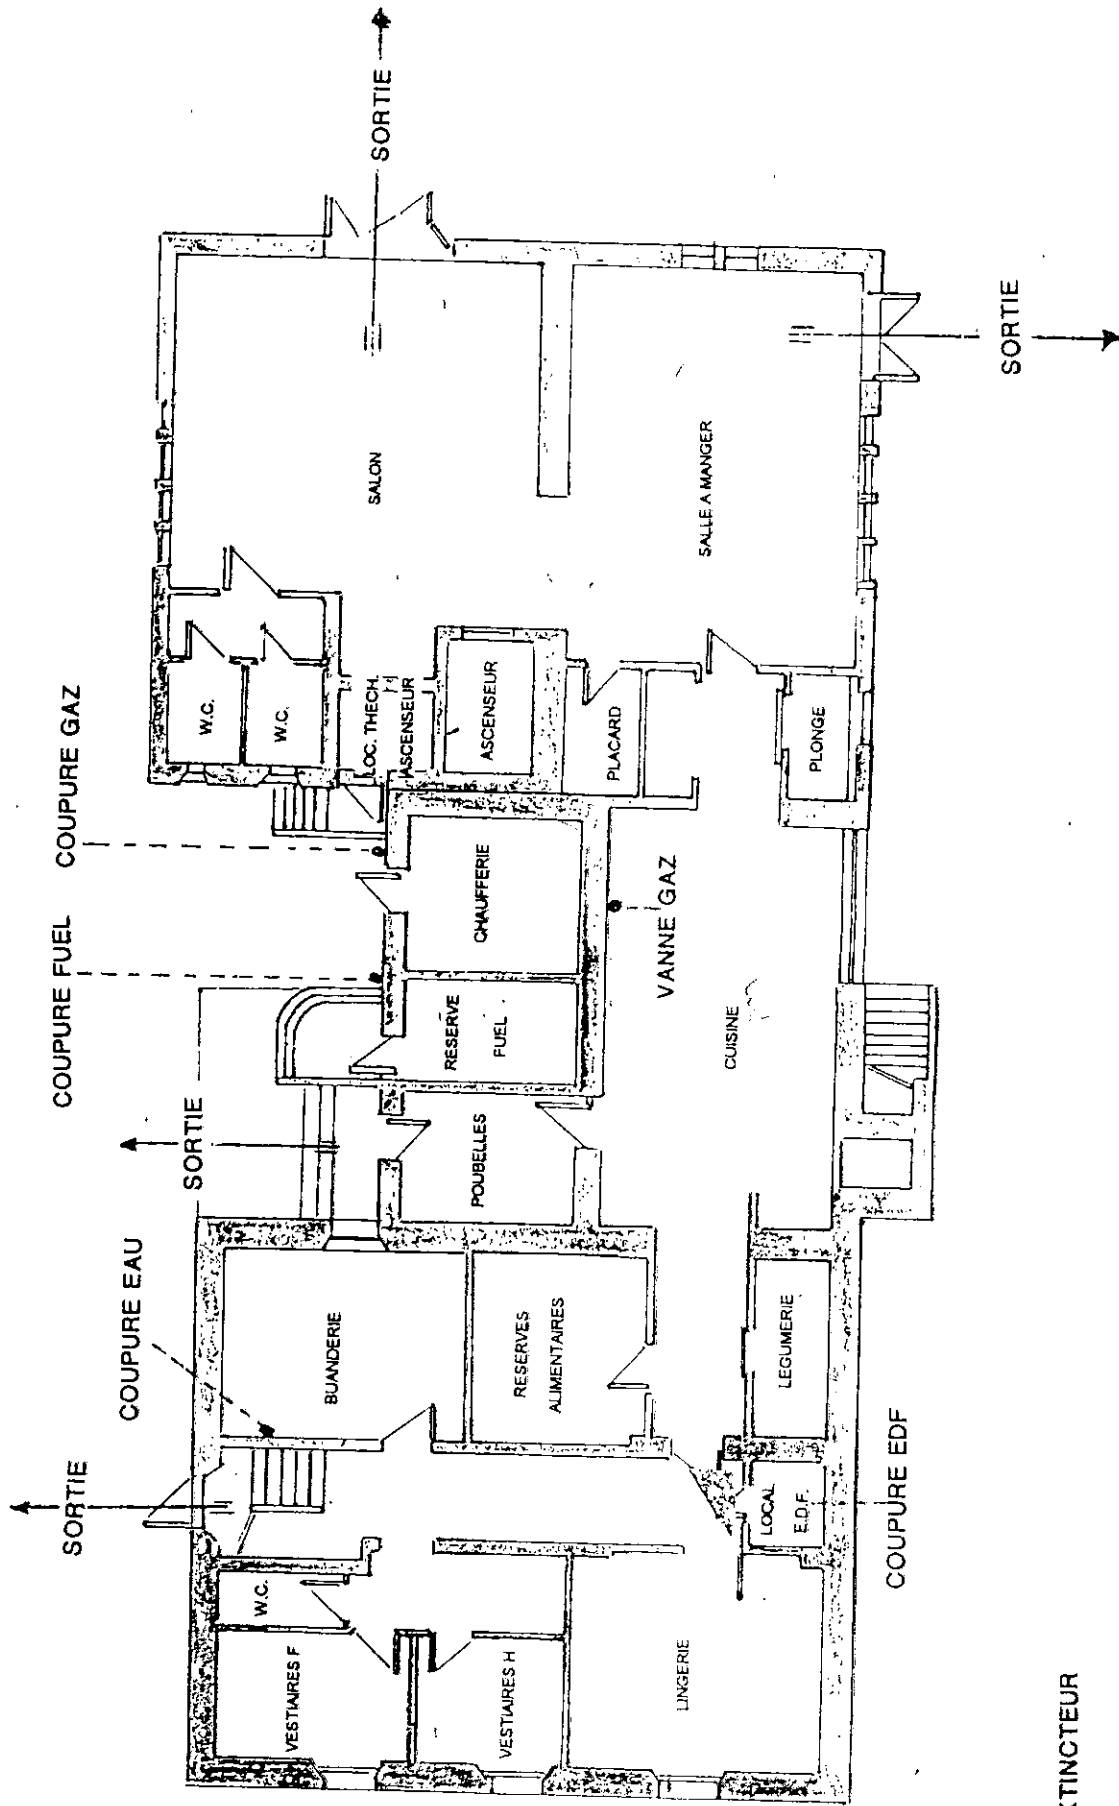 COUPURE GAZ
COUPURE FUEL
SORTIE
COUPURE EAU
SORTIE
SORTIE
SORTIE
W.C.
W.C.
LOC. THECH.
ASCENSEUR
ASCENSEUR
SALON
PLACARD
SALLE A MANGER
PLONGE
CHAUFFERIE
RESERVE
FUEL
VANNE GAZ
POUBELLES
CUISINE
BUANDERIE
RESERVES
ALIMENTAIRES
LEGUMERIE
LOCAL
E.D.F.
COUPURE EDF
W.C.
VESTIAIRES F
VESTIAIRES H
LINGERIE
XTINCTEUR